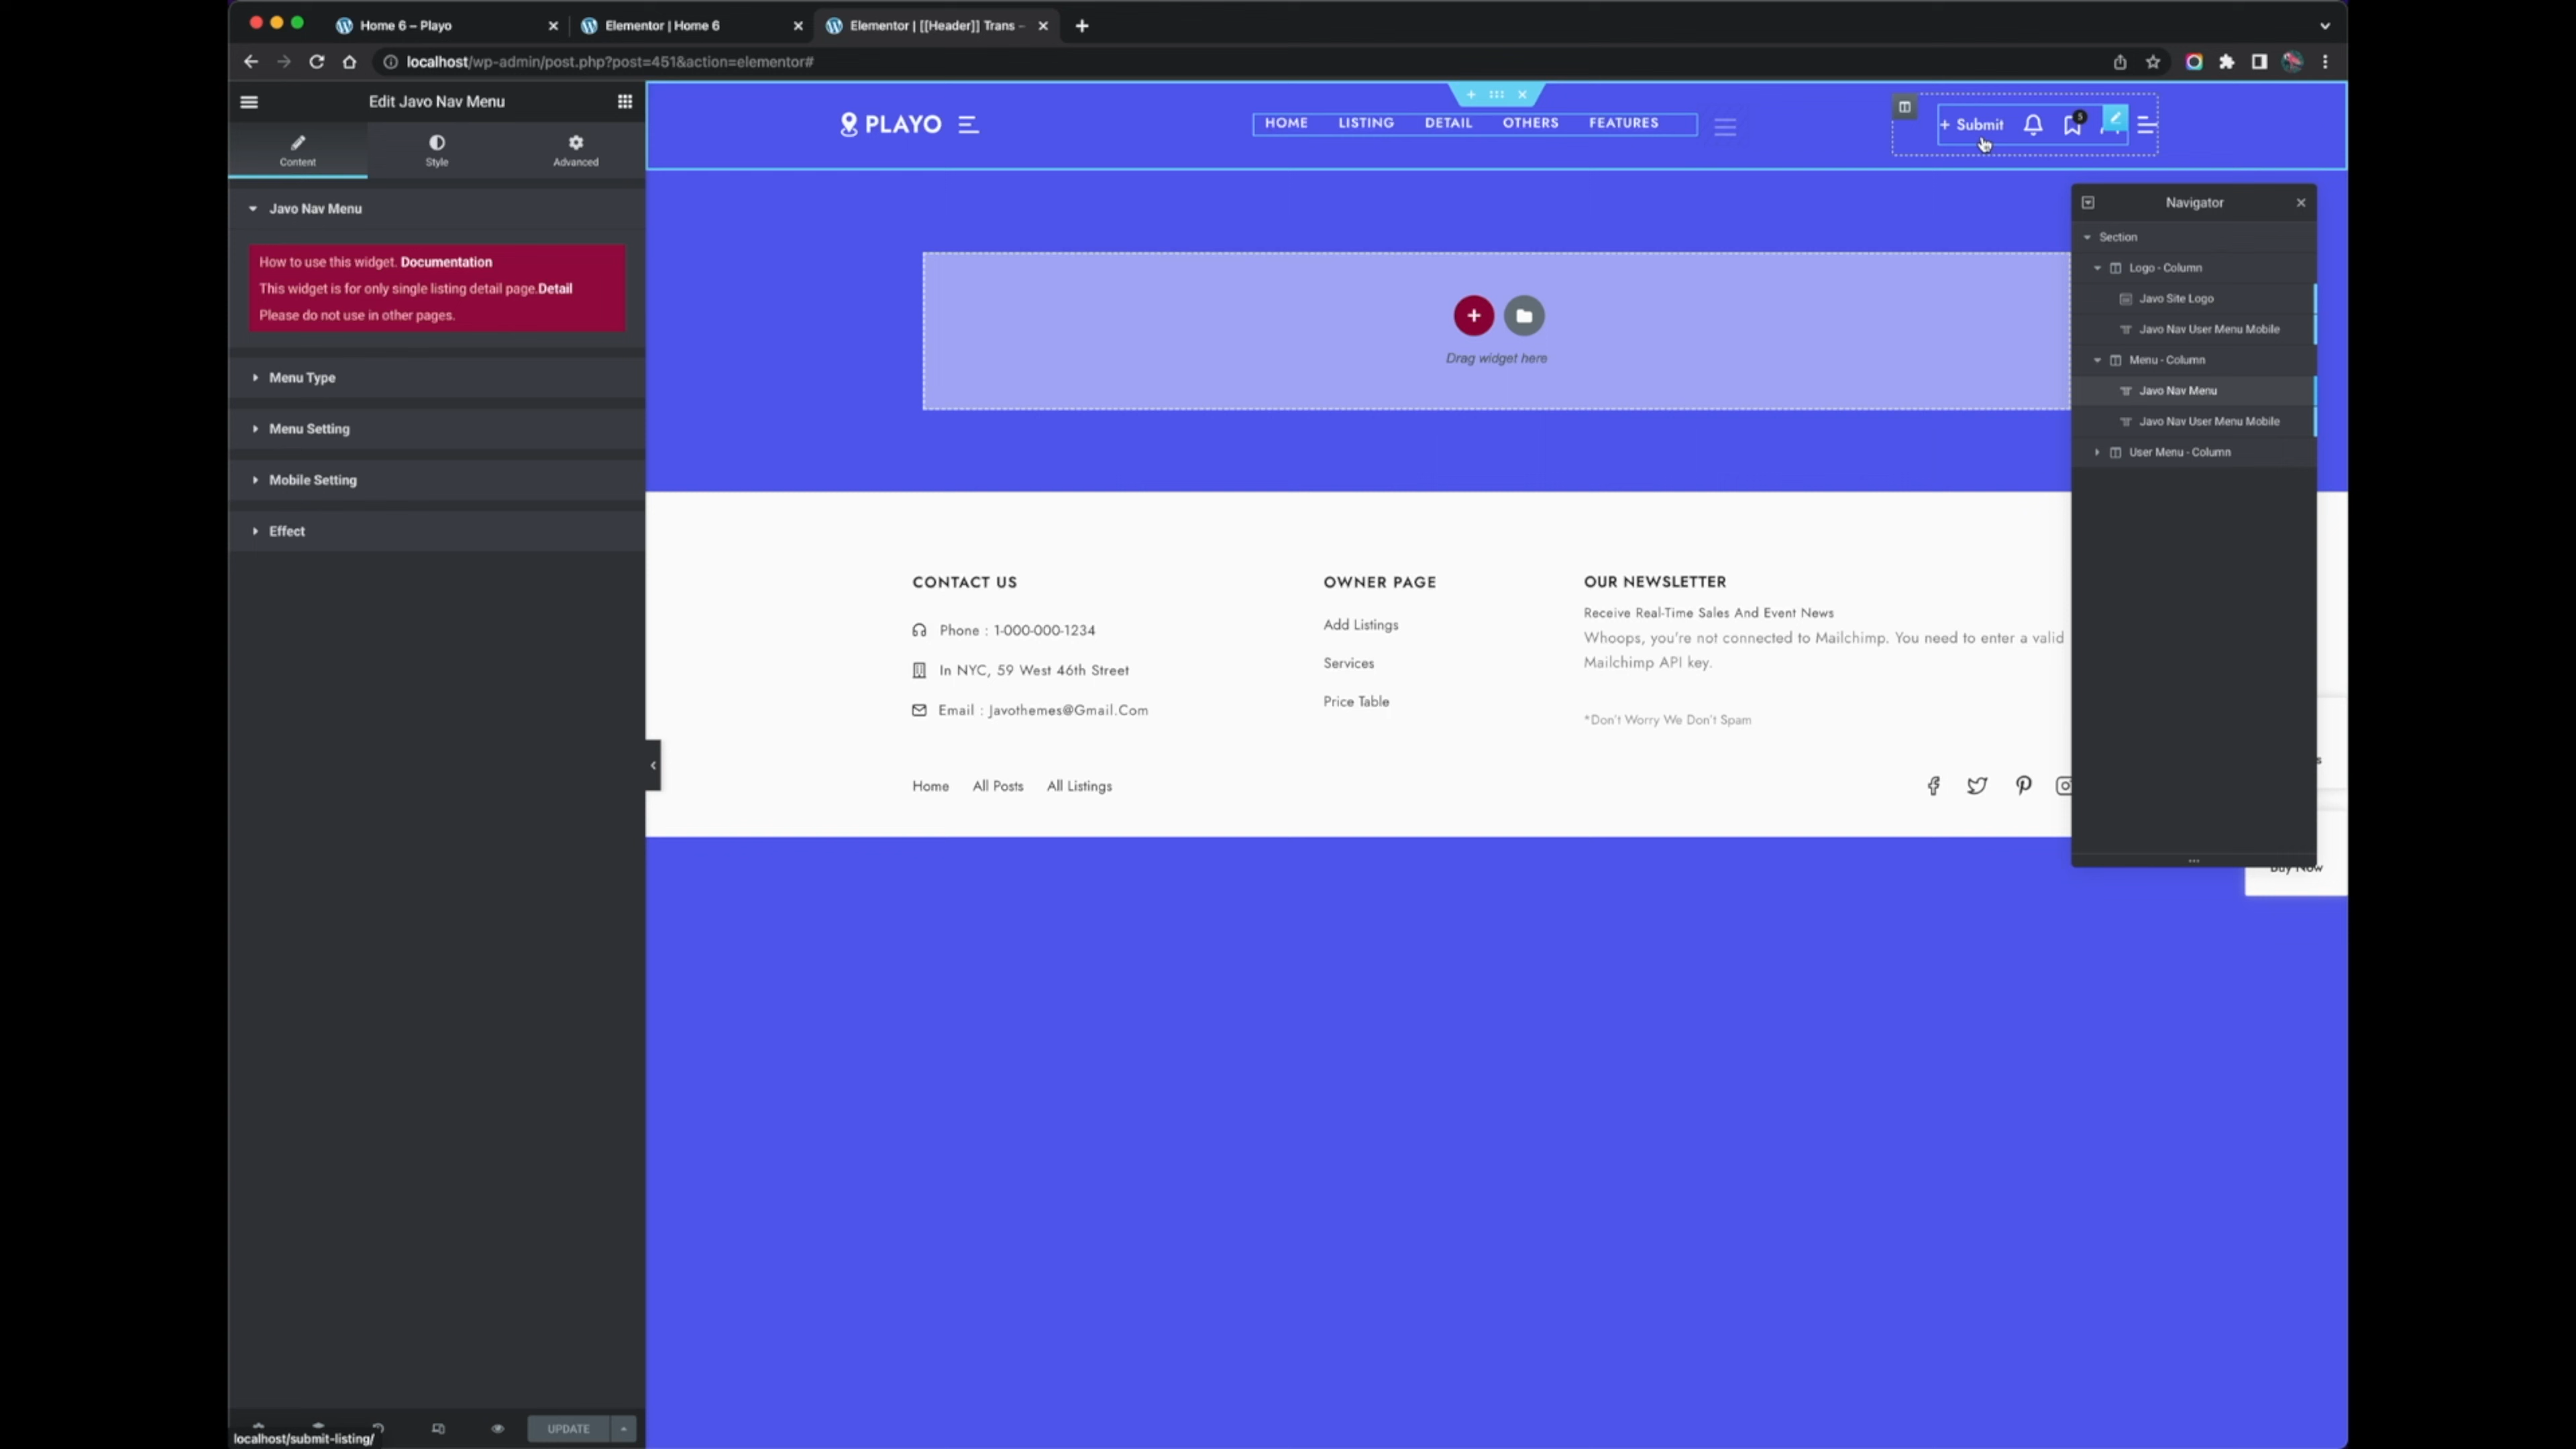 Home 6 – Playo
Elementor | Home 6
Elementor | [[Header]] Trans –
localhost/wp-admin/post.php?post=451&action=elementor#
Edit Javo Nav Menu
Content
Style
Advanced
Javo Nav Menu
How to use this widget. Documentation
This widget is for only single listing detail page.Detail
Please do not use in other pages.
Menu Type
Menu Setting
Mobile Setting
Effect
UPDATE
localhost/submit-listing/
PLAYO
HOME
LISTING
DETAIL
OTHERS
FEATURES
+ Submit
5
Drag widget here
Navigator
Section
Logo - Column
Javo Site Logo
Javo Nav User Menu Mobile
Menu - Column
Javo Nav Menu
Javo Nav User Menu Mobile
User Menu - Column
CONTACT US
Phone : 1-000-000-1234
In NYC, 59 West 46th Street
Email : Javothemes@Gmail.Com
OWNER PAGE
Add Listings
Services
Price Table
OUR NEWSLETTER
Receive Real-Time Sales And Event News
Whoops, you're not connected to Mailchimp. You need to enter a valid
Mailchimp API key.
*Don't Worry We Don't Spam
Home
All Posts
All Listings
Buy Now